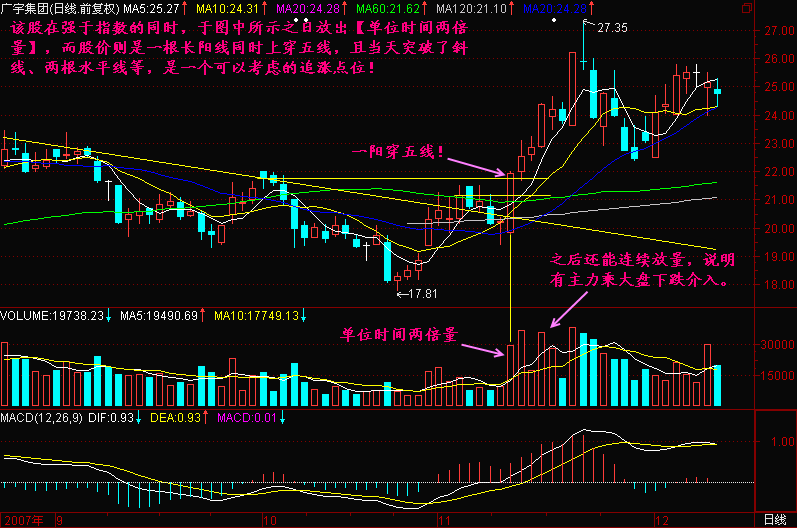 广宇集团(日线.前复权) MA5:25.27↑ MA10:24.31↑ MA20:24.28↑ MA60:21.62↑ MA120:21.10↑ MA20:24.28↑
该股在强于指数的同时，于图中所示之日放出【单位时间两倍
量】，而股价则是一根长阳线同时上穿五线，且当天突破了斜
线、两根水平线等，是一个可以考虑的追涨点位！
27.35
27.00
26.00
25.00
24.00
23.00
22.00
21.00
20.00
19.00
18.00
一阳穿五线！
之后还能连续放量，说明
有主力乘大盘下跌介入。
17.81
VOLUME:19738.23↓ MA5:19490.69↑ MA10:17749.13↓
单位时间两倍量
30000
15000
MACD(12,26,9) DIF:0.93↓ DEA:0.93↑ MACD:0.01↓
1.00
2007年 9 10 11 12 日线